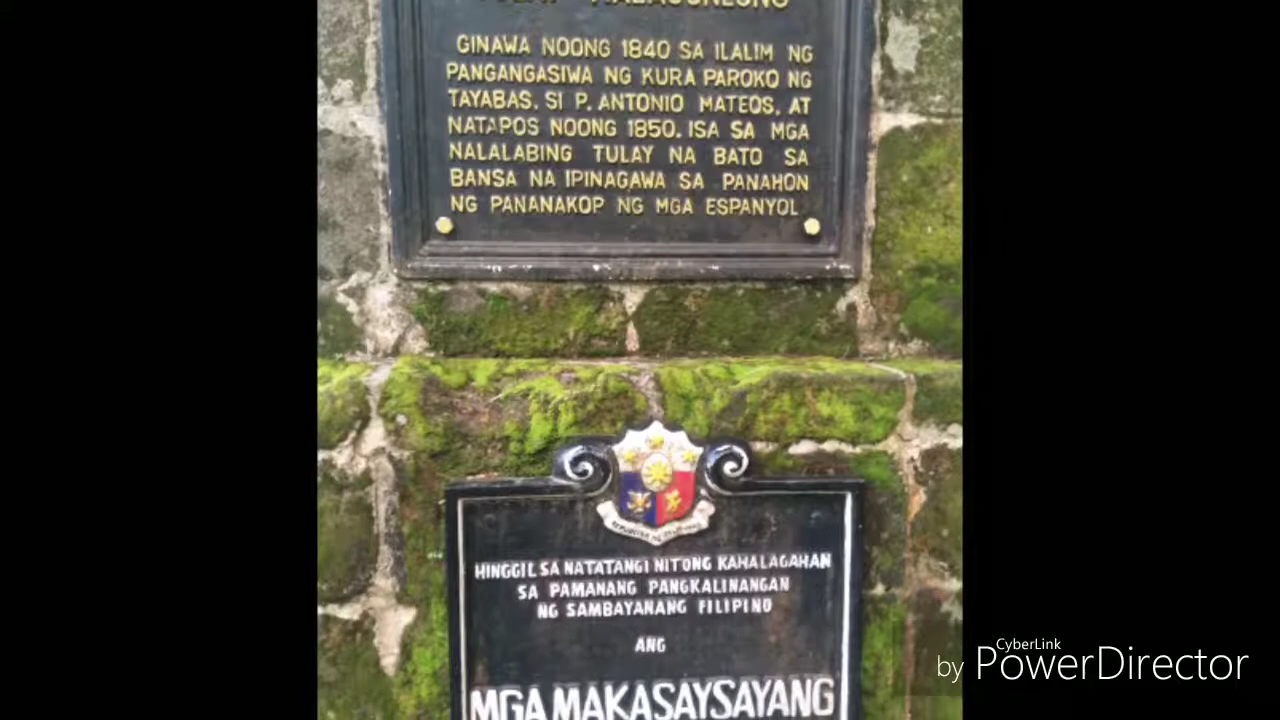 GINAWA NOONG 1840 SA ILALIM NG
PANGANGASIWA NG KURA PAROKO NG
TAYABAS, SI P. ANTONIO MATEOS, AT
NATAPOS NOONG 1850. ISA SA MGA
NALALABING TULAY NA BATO SA
BANSA NA IPINAGAWA SA PANAHON
NG PANANAKOP NG MGA ESPANYOL
HINGGIL SA NATATANGI NITONG KAHALAGAHAN
SA PAMANANG PANGKALINANGAN
NG SAMBAYANANG FILIPINO
ANG
MGA MAKASAYSAYANG
by CyberLink PowerDirector